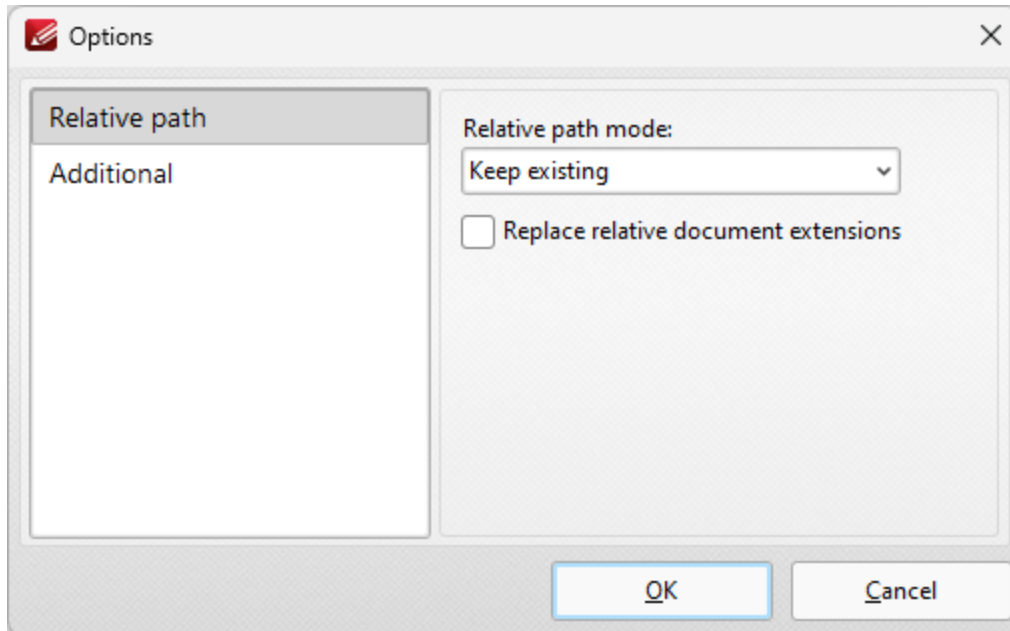 Options
Relative path
Additional
Relative path mode:
Keep existing
Replace relative document extensions
OK
Cancel